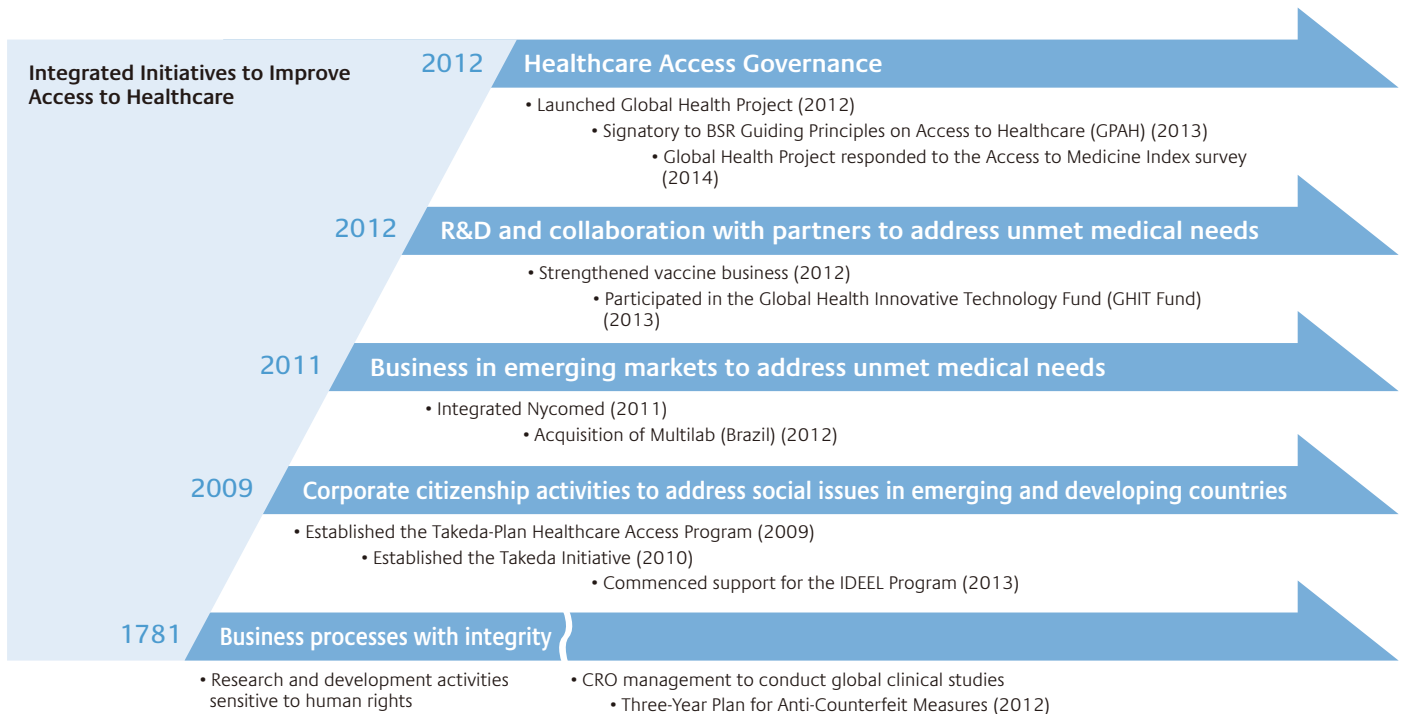 Integrated Initiatives to Improve
Access to Healthcare
2012 Healthcare Access Governance
• Launched Global Health Project (2012)
• Signatory to BSR Guiding Principles on Access to Healthcare (GPAH) (2013)
• Global Health Project responded to the Access to Medicine Index survey
(2014)
2012 R&D and collaboration with partners to address unmet medical needs
• Strengthened vaccine business (2012)
• Participated in the Global Health Innovative Technology Fund (GHIT Fund)
(2013)
2011 Business in emerging markets to address unmet medical needs
• Integrated Nycomed (2011)
• Acquisition of Multilab (Brazil) (2012)
2009 Corporate citizenship activities to address social issues in emerging and developing countries
• Established the Takeda-Plan Healthcare Access Program (2009)
• Established the Takeda Initiative (2010)
• Commenced support for the IDEEL Program (2013)
1781 Business processes with integrity
• Research and development activities
sensitive to human rights
• CRO management to conduct global clinical studies
• Three-Year Plan for Anti-Counterfeit Measures (2012)